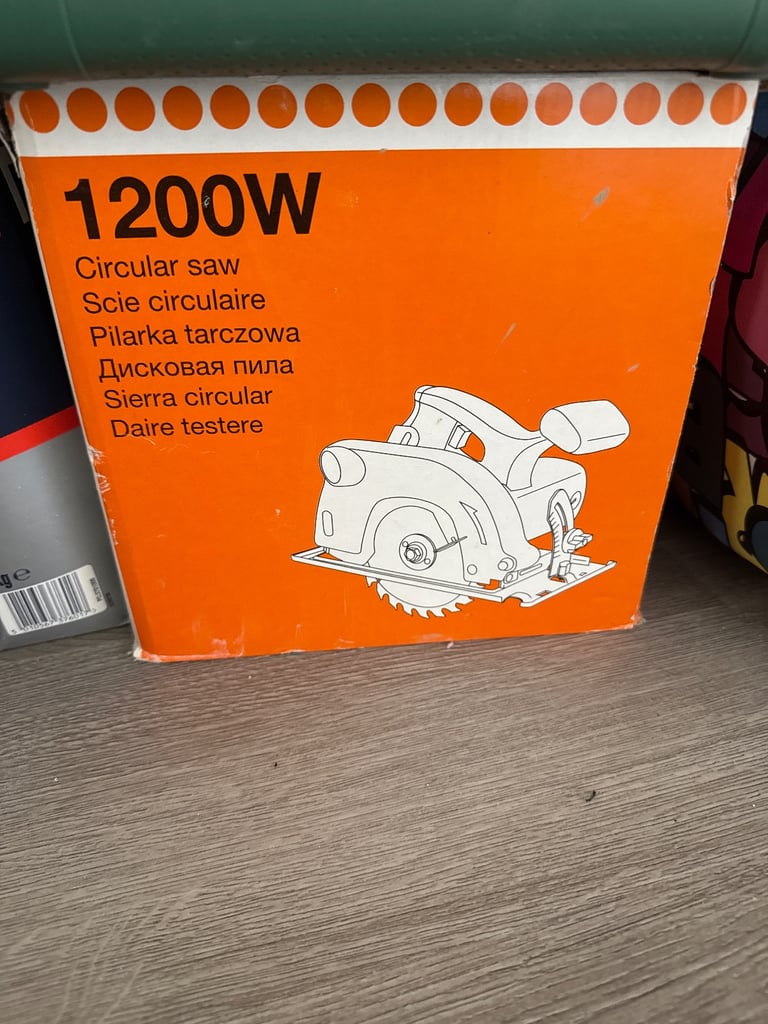 1200W
Circular saw
Scie circulaire
Pilarka tarczowa
Дисковая пила
Sierra circular
Daire testere